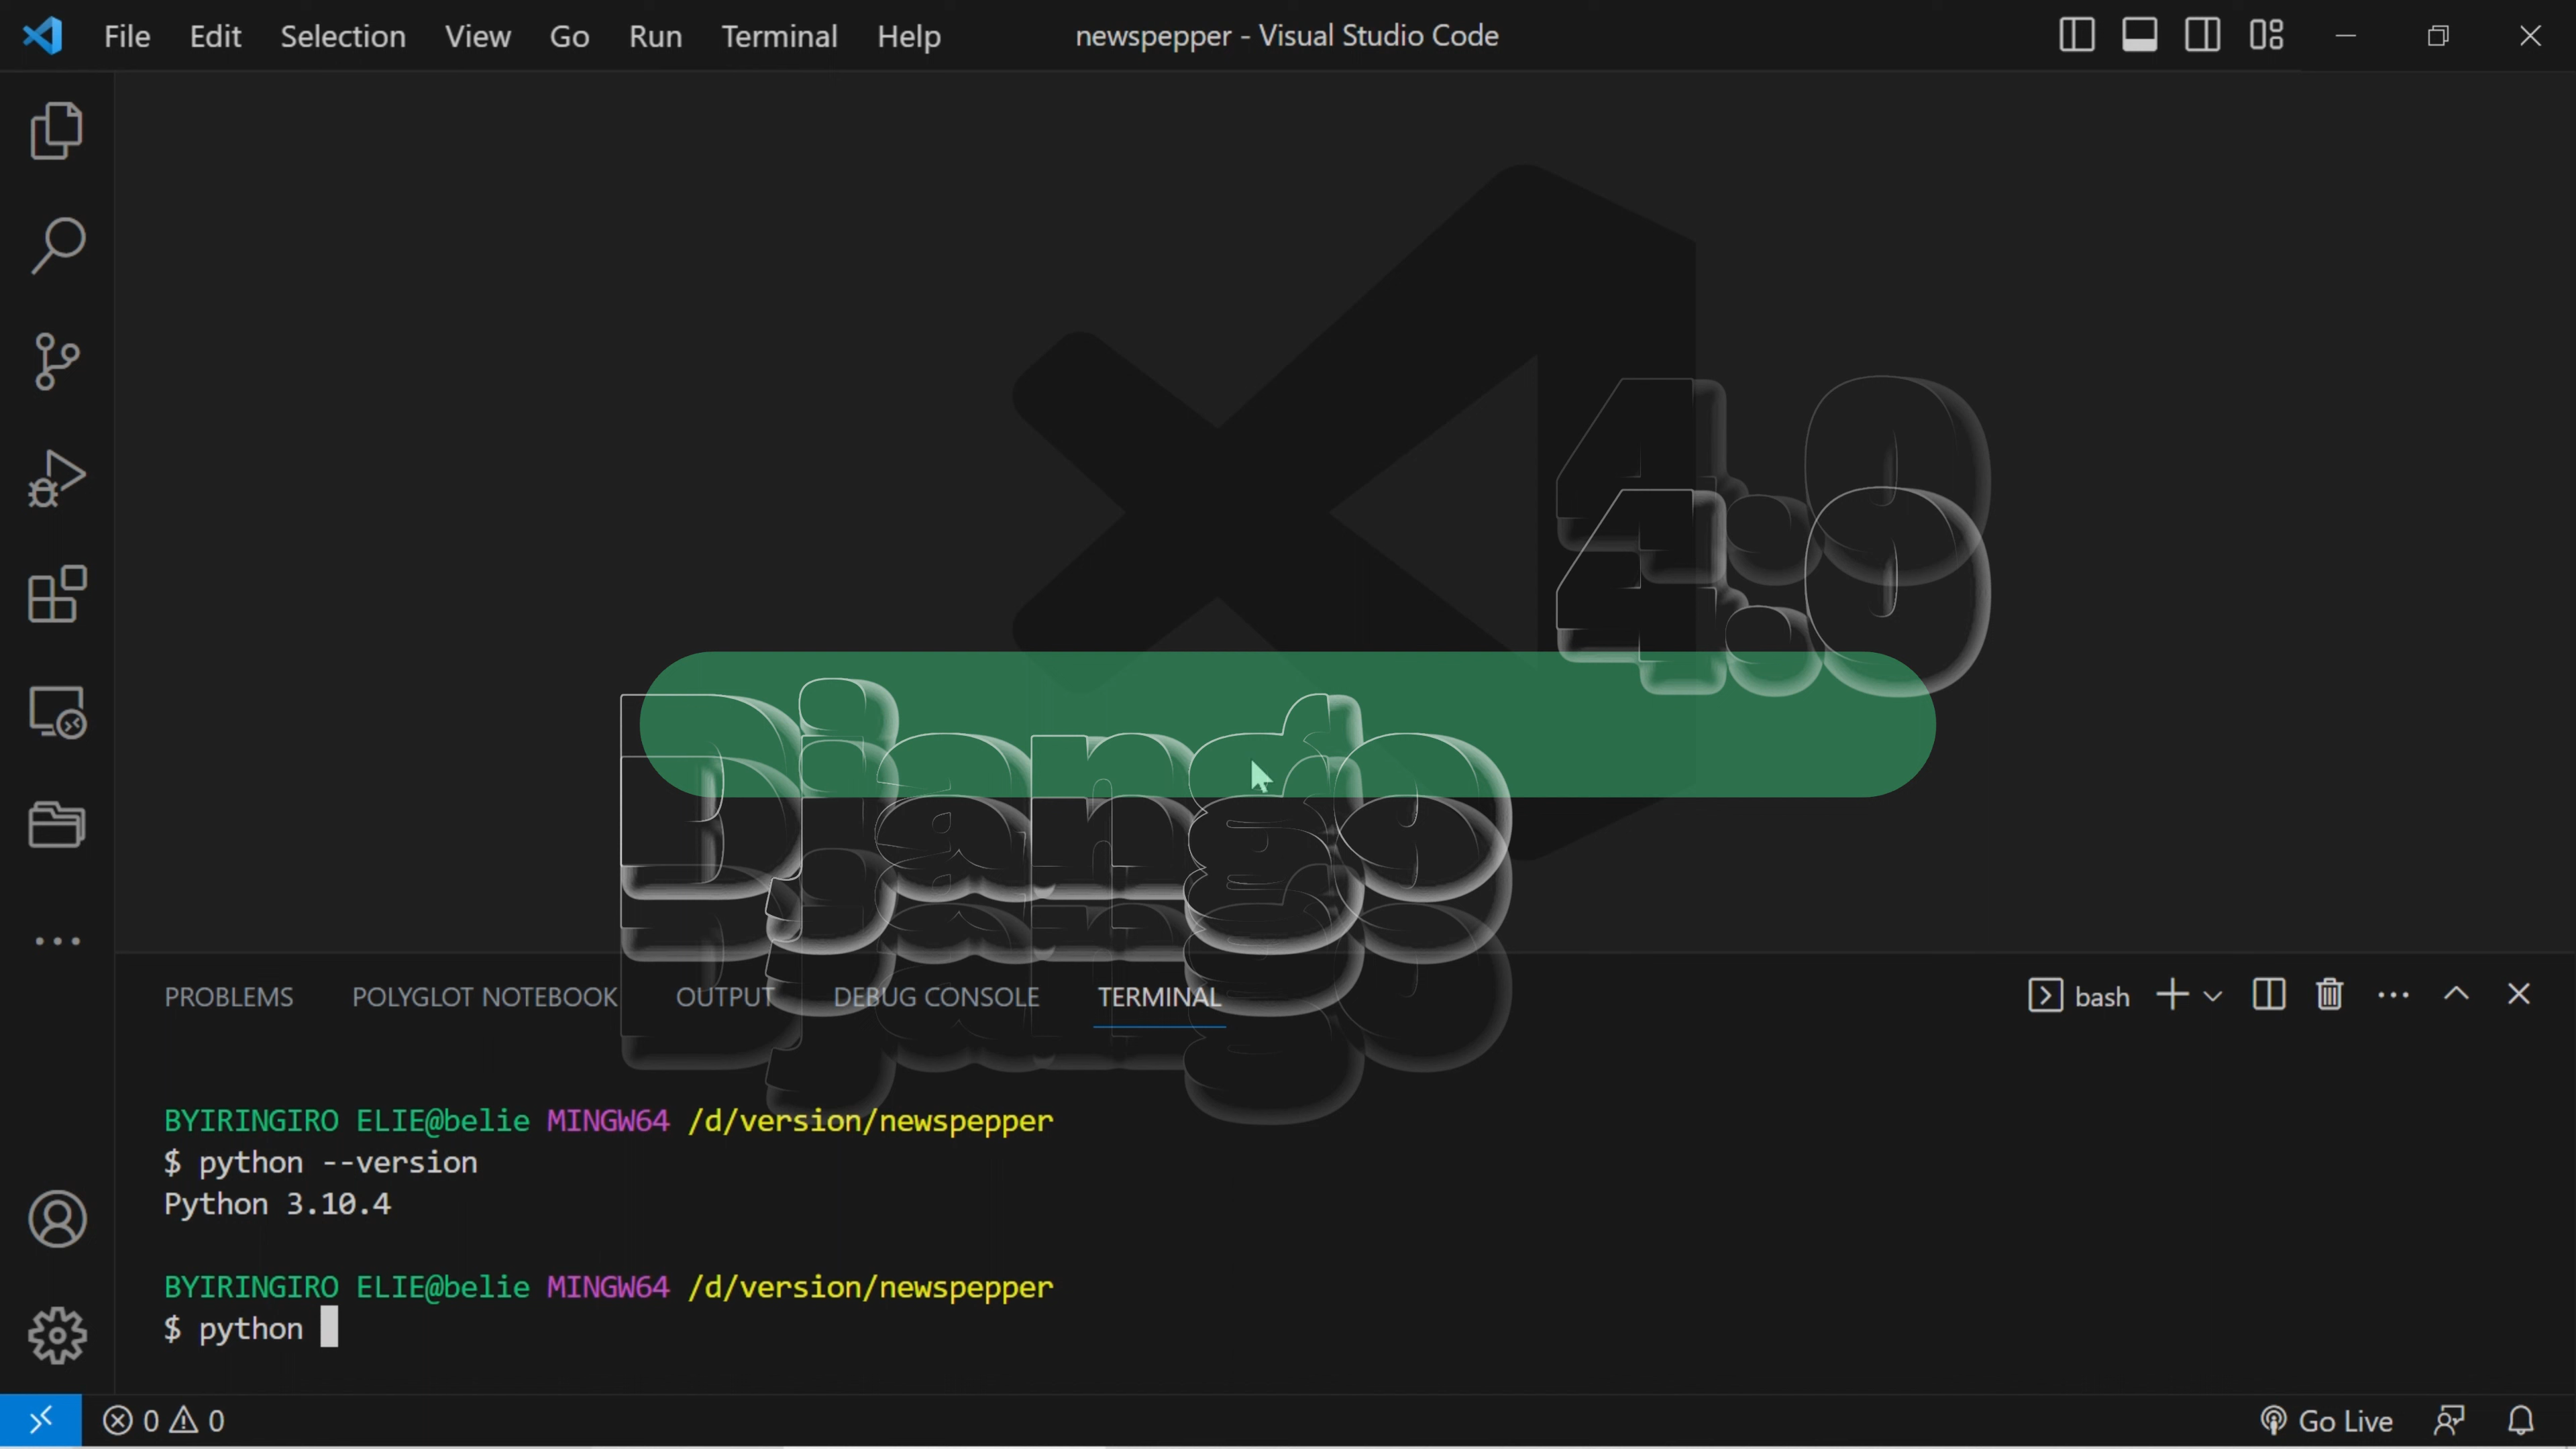 File Edit Selection View Go Run Terminal Help newspepper - Visual Studio Code
4.0
4.0
Django
PROBLEMS POLYGLOT NOTEBOOK OUTPUT DEBUG CONSOLE TERMINAL bash
BYIRINGIRO ELIE@belie MINGW64 /d/version/newspepper
$ python --version
Python 3.10.4
BYIRINGIRO ELIE@belie MINGW64 /d/version/newspepper
$ python
0 0 Go Live